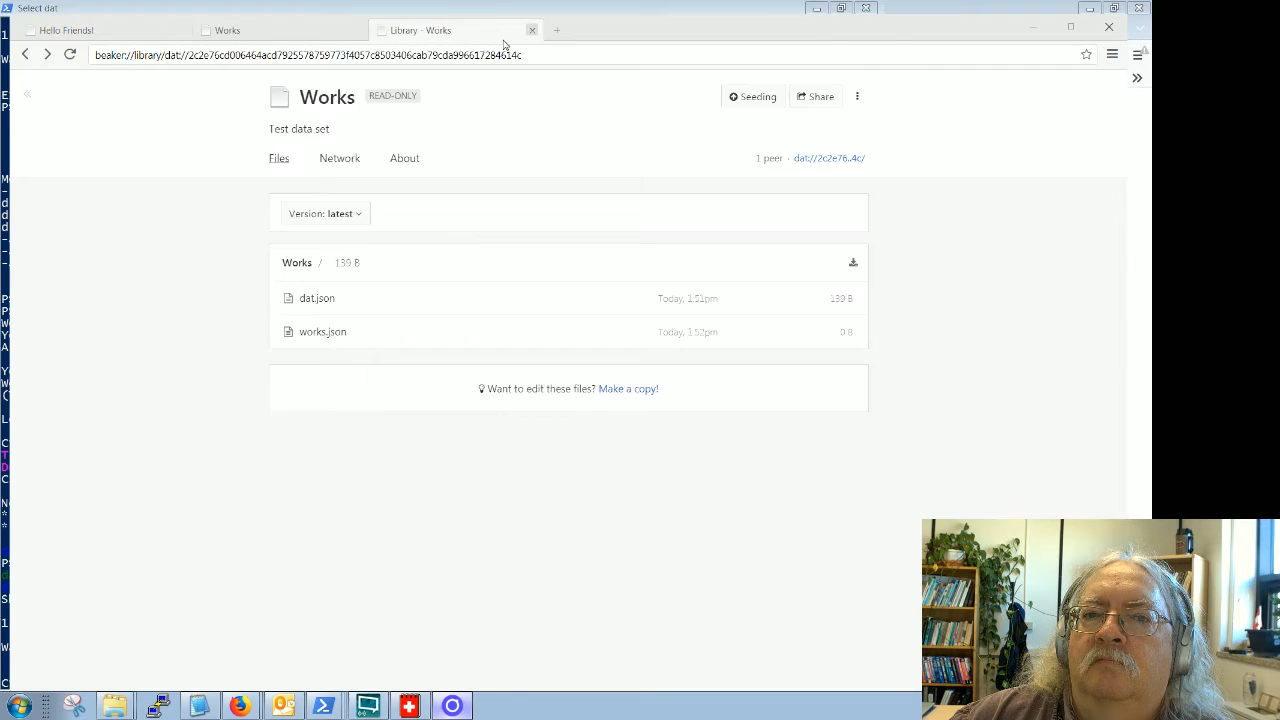 Select dat
Hello Friends!
Works
Library - Works
beaker://library/dat://2c2e76cd006464acd7925578759773f4057c8503406cab79cda996617284614c
Works READ-ONLY
Seeding
Share
Test data set
Files Network About
1 peer · dat://2c2e76..4c/
Version: latest
Works / 139 B
dat.json Today, 1:51pm 139 B
works.json Today, 1:52pm 0 B
Want to edit these files? Make a copy!